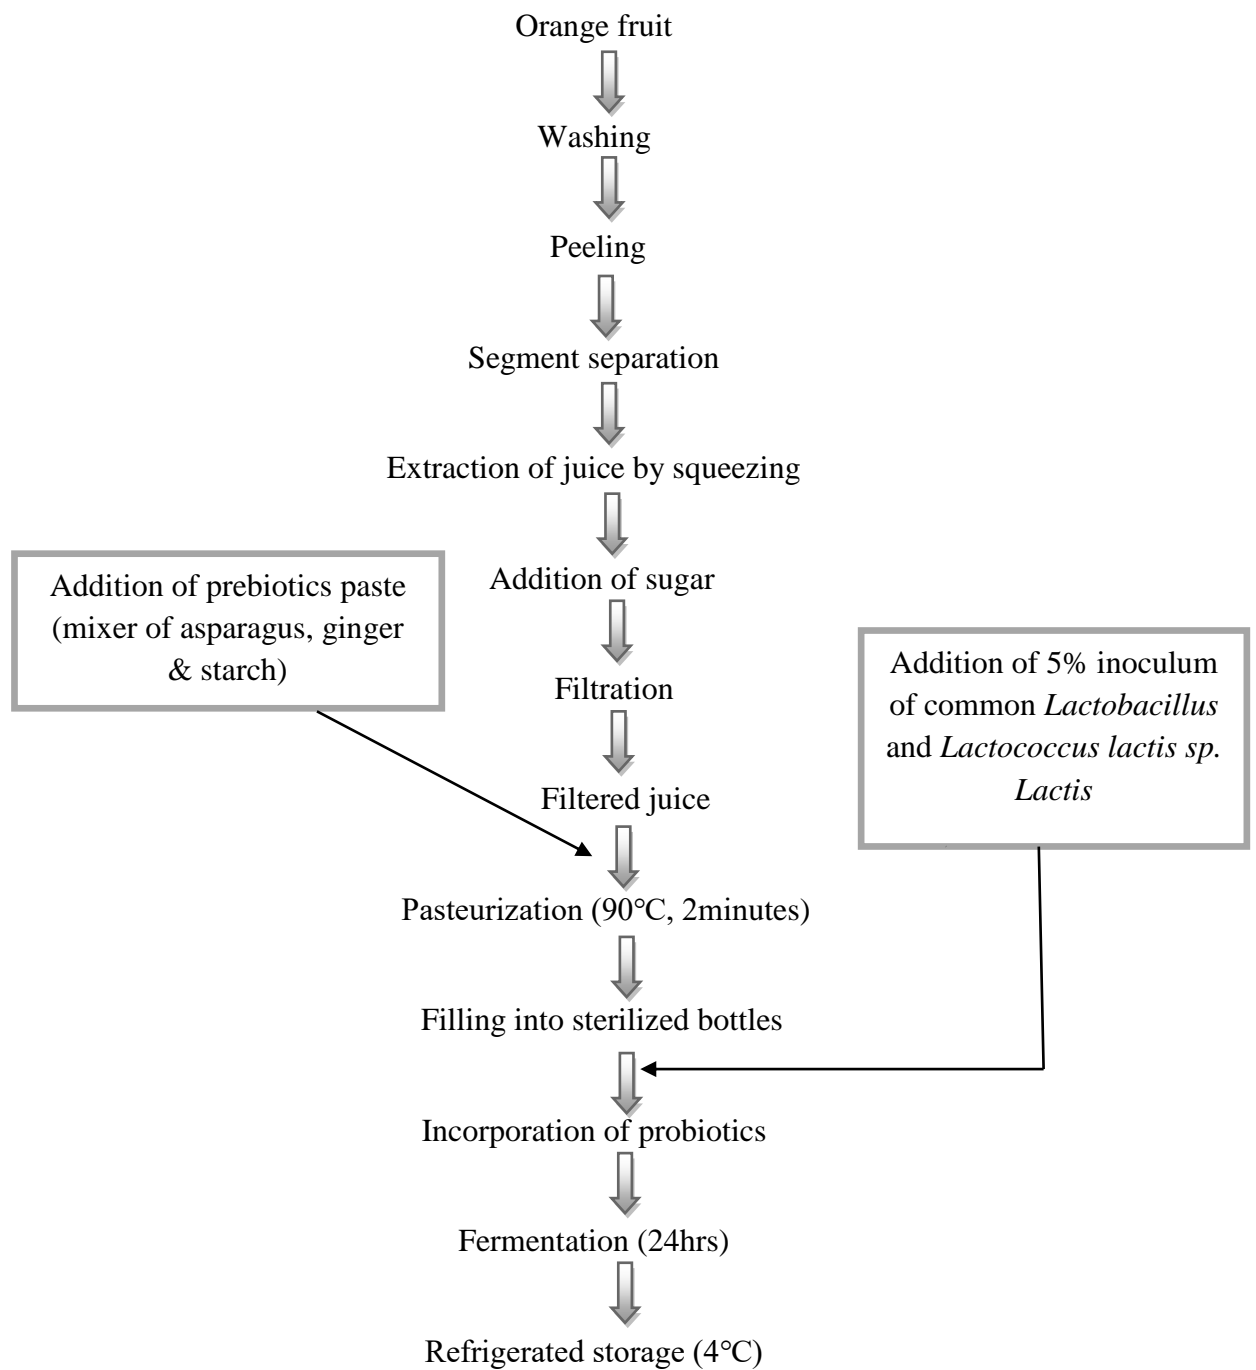 Orange fruit
Washing
Peeling
Segment separation
Extraction of juice by squeezing
Addition of prebiotics paste
(mixer of asparagus, ginger
& starch)
Addition of sugar
Filtration
Addition of 5% inoculum
of common Lactobacillus
and Lactococcus lactis sp.
Lactis
Filtered juice
Pasteurization (90°C, 2minutes)
Filling into sterilized bottles
Incorporation of probiotics
Fermentation (24hrs)
Refrigerated storage (4°C)